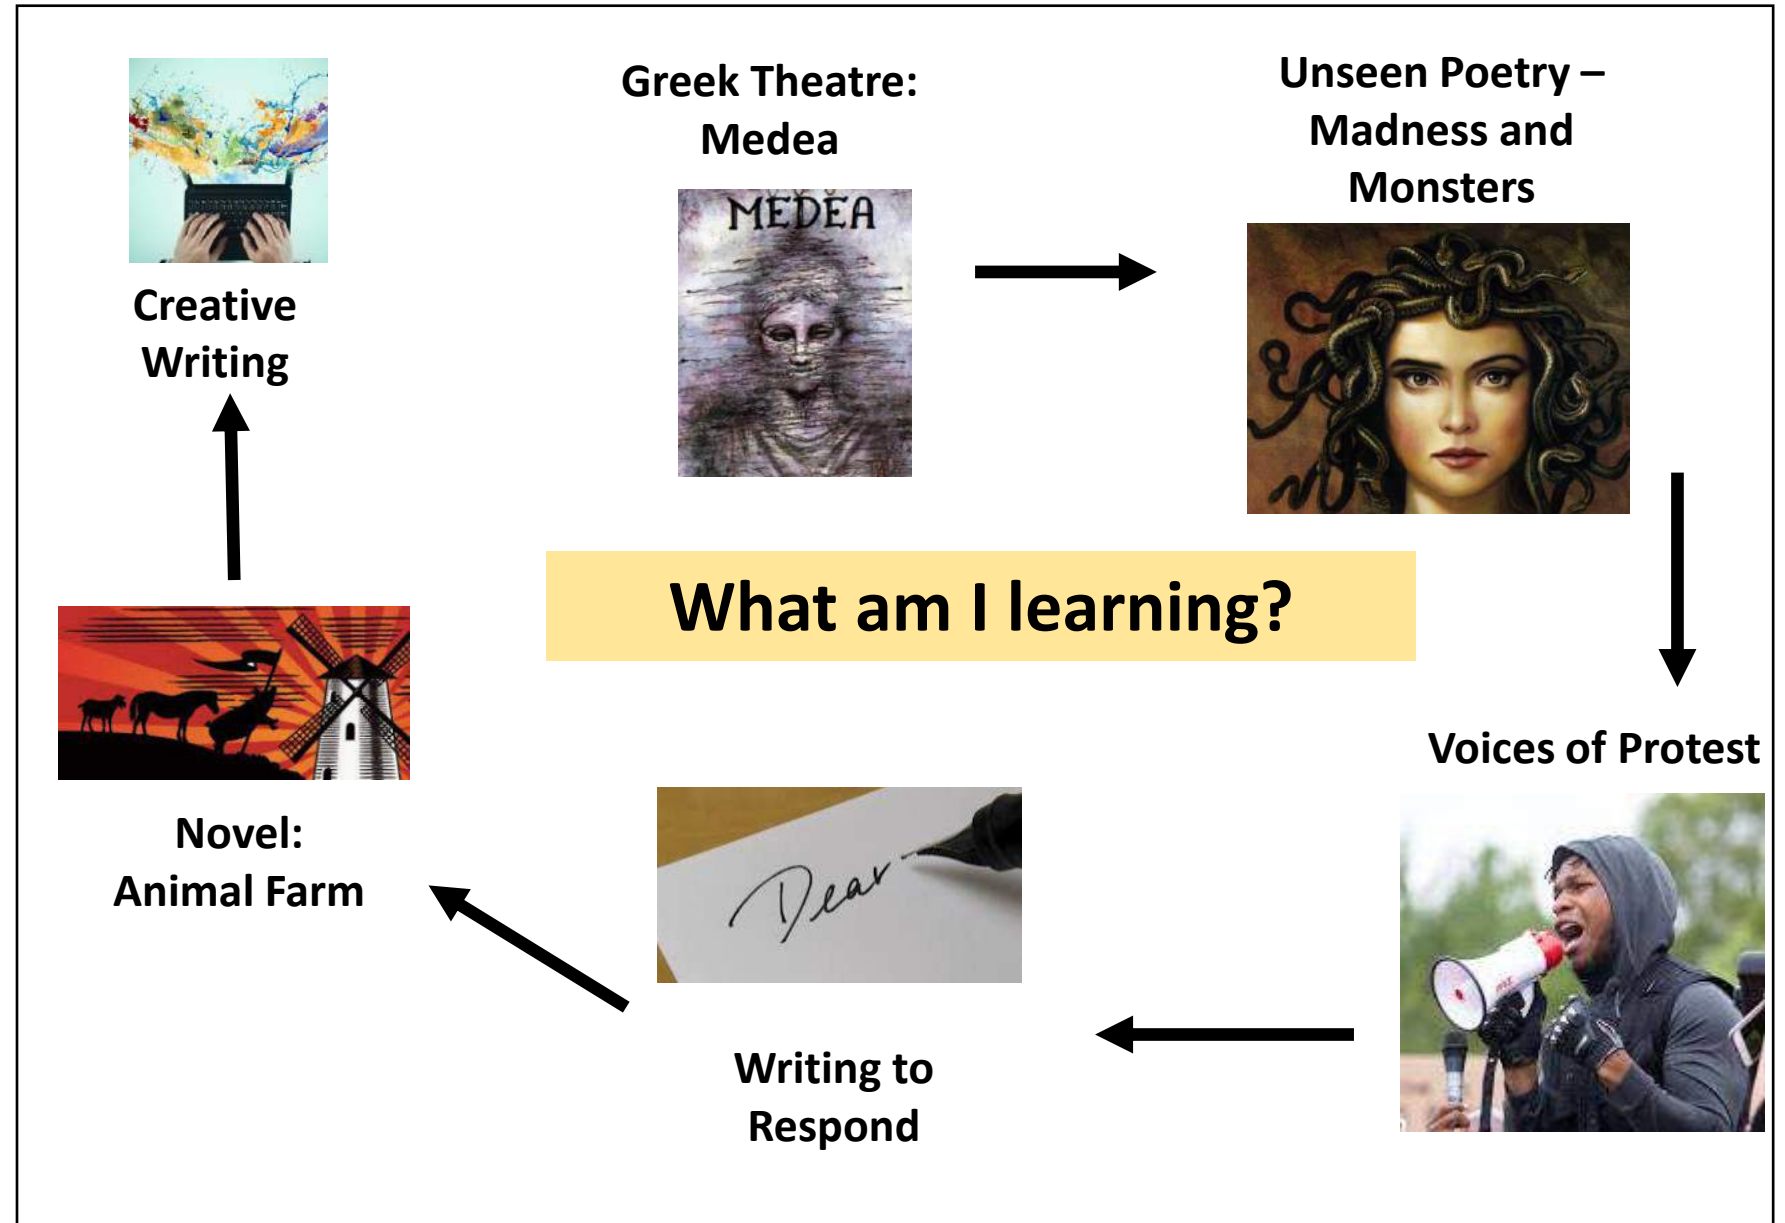 Greek Theatre:
Medea
MEDEA
Unseen Poetry –
Madness and
Monsters
Voices of Protest
Dear
Writing to
Respond
Novel:
Animal Farm
Creative
Writing
What am I learning?